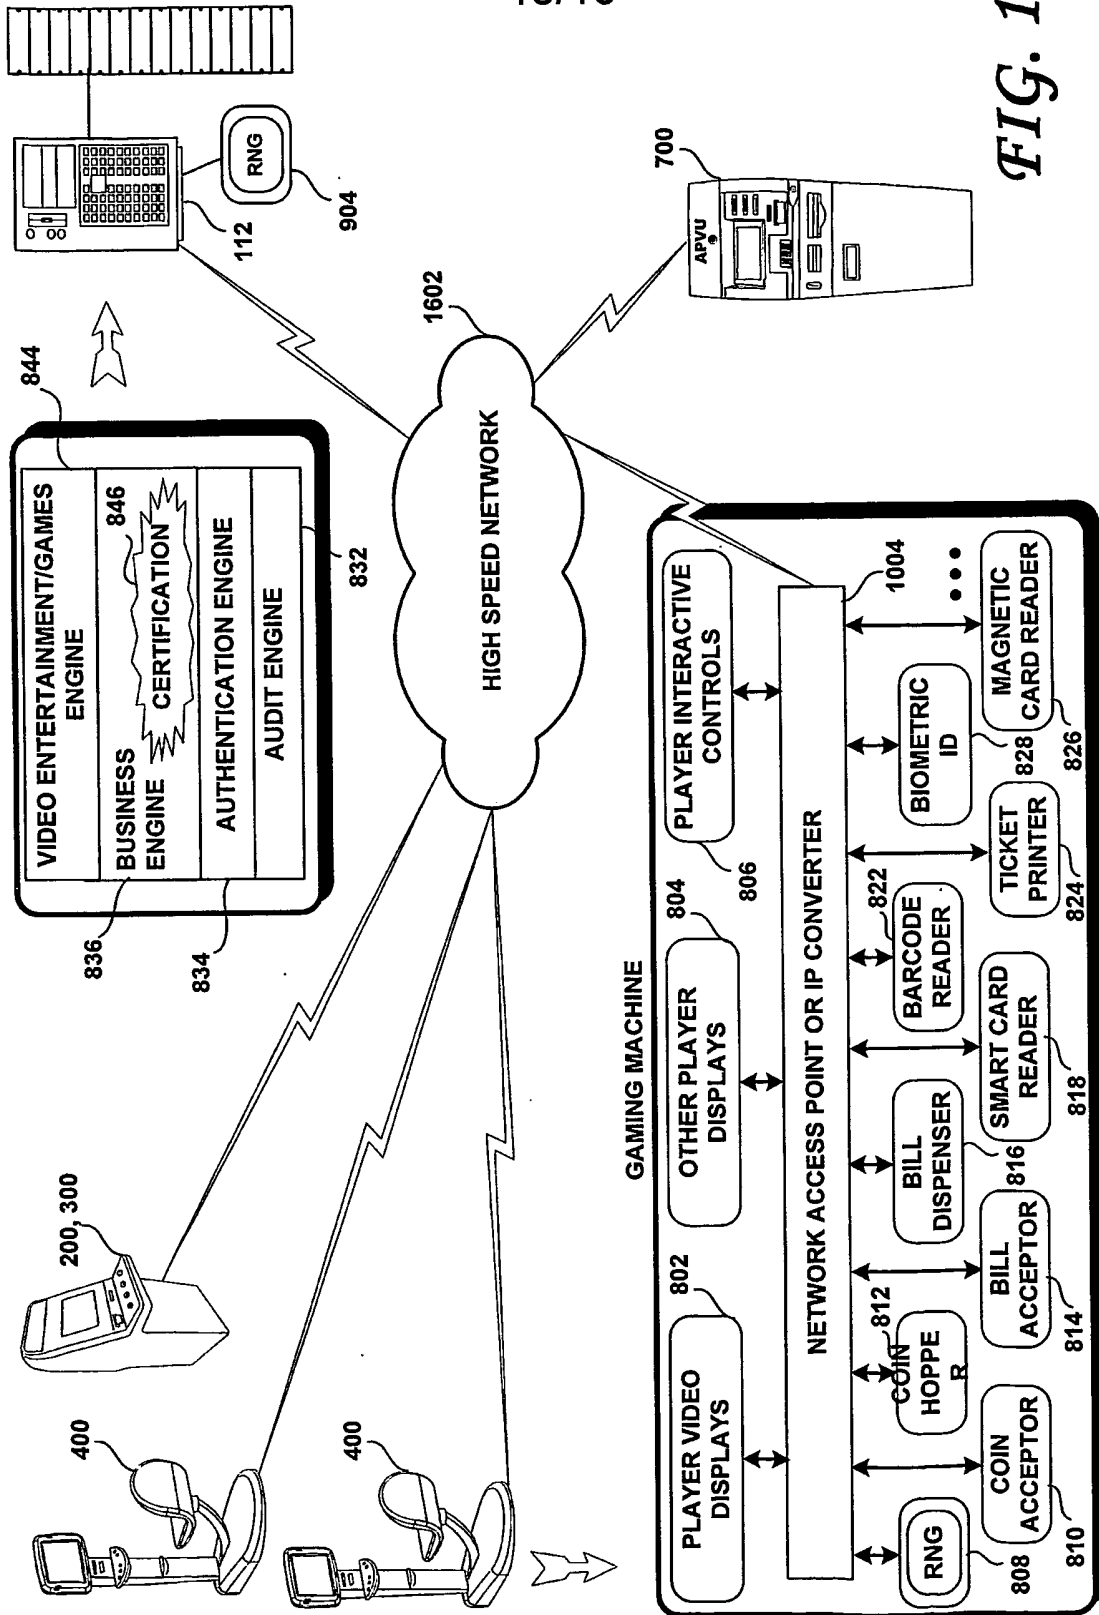 FIG. 1
200, 300
400
400
VIDEO ENTERTAINMENT/GAMES
ENGINE
844
BUSINESS
ENGINE
846
CERTIFICATION
836
AUTHENTICATION ENGINE
834
AUDIT ENGINE
832
112
RNG
904
HIGH SPEED NETWORK
1602
APVU
700
GAMING MACHINE
PLAYER VIDEO
DISPLAYS
802
OTHER PLAYER
DISPLAYS
804
PLAYER INTERACTIVE
CONTROLS
806
NETWORK ACCESS POINT OR IP CONVERTER
1004
RNG
808
COIN
ACCEPTOR
810
COIN
HOPPE
R
812
BILL
ACCEPTOR
814
BILL
DISPENSER
816
SMART CARD
READER
818
BARCODE
READER
822
TICKET
PRINTER
824
BIOMETRIC
ID
828
MAGNETIC
CARD READER
826